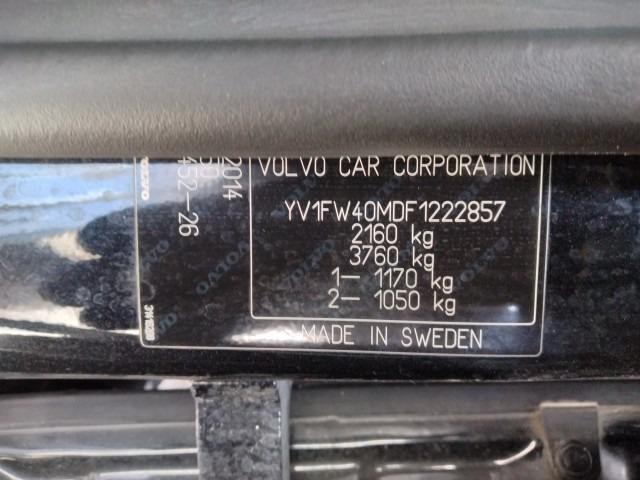 VOLVO CAR CORPORATION
YV1FW40MDF1222857
2160 kg
3760 kg
1– 1170 kg
2– 1050 kg
MADE IN SWEDEN
2014
452–26
VOLVO